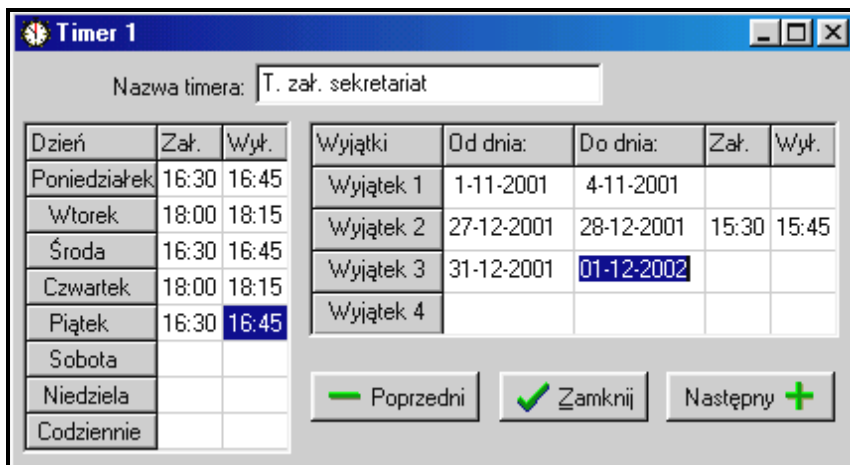 Timer 1
Nazwa timera: T. zał. sekretariat
Dzień Zał. Wył.
Poniedziałek 16:30 16:45
Wtorek 18:00 18:15
Środa 16:30 16:45
Czwartek 18:00 18:15
Piątek 16:30 16:45
Sobota
Niedziela
Codziennie
Wyjątki Od dnia: Do dnia: Zał. Wył.
Wyjątek 1 1-11-2001 4-11-2001
Wyjątek 2 27-12-2001 28-12-2001 15:30 15:45
Wyjątek 3 31-12-2001 01-12-2002
Wyjątek 4
Poprzedni Zamknij Następny